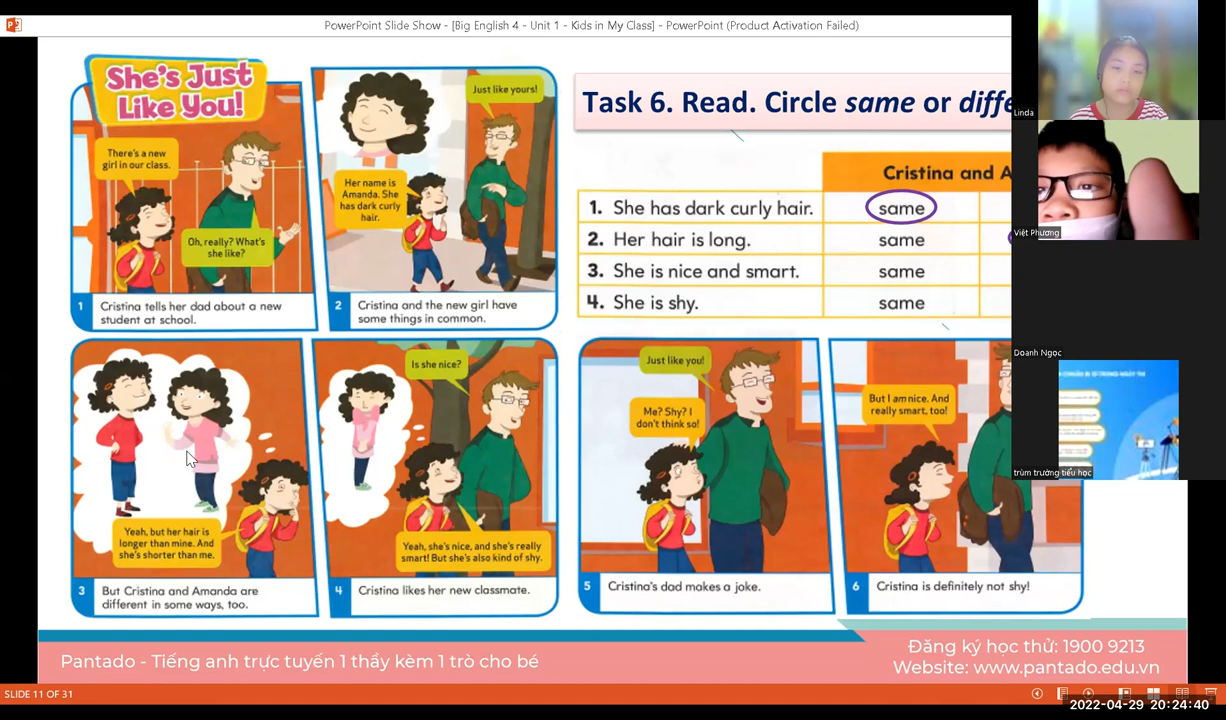 PowerPoint Slide Show - [Big English 4 - Unit 1 - Kids in My Class] - PowerPoint (Product Activation Failed)
She's Just
Like You!
There's a new
girl in our class.
Oh, really? What's
she like?
1 Cristina tells her dad about a new
student at school.
Just like yours!
Her name is
Amanda. She
has dark curly
hair.
2 Cristina and the new girl have
some things in common.
Task 6. Read. Circle same or diffe
Cristina and A
1. She has dark curly hair. same
2. Her hair is long. same
3. She is nice and smart. same
4. She is shy. same
Yeah, but her hair is
longer than mine. And
she's shorter than me.
3 But Cristina and Amanda are
different in some ways, too.
Is she nice?
Yeah, she's nice, and she's really
smart! But she's also kind of shy.
4 Cristina likes her new classmate.
Just like you!
Me? Shy? I
don't think so!
5 Cristina's dad makes a joke.
But I am nice. And
really smart, too!
6 Cristina is definitely not shy!
Linda
Việt Phương
Doanh Ngọc
trùm trường tiểu học
Pantado - Tiếng anh trực tuyến 1 thầy kèm 1 trò cho bé
Đăng ký học thử: 1900 9213
Website: www.pantado.edu.vn
SLIDE 11 OF 31
2022-04-29 20:24:40